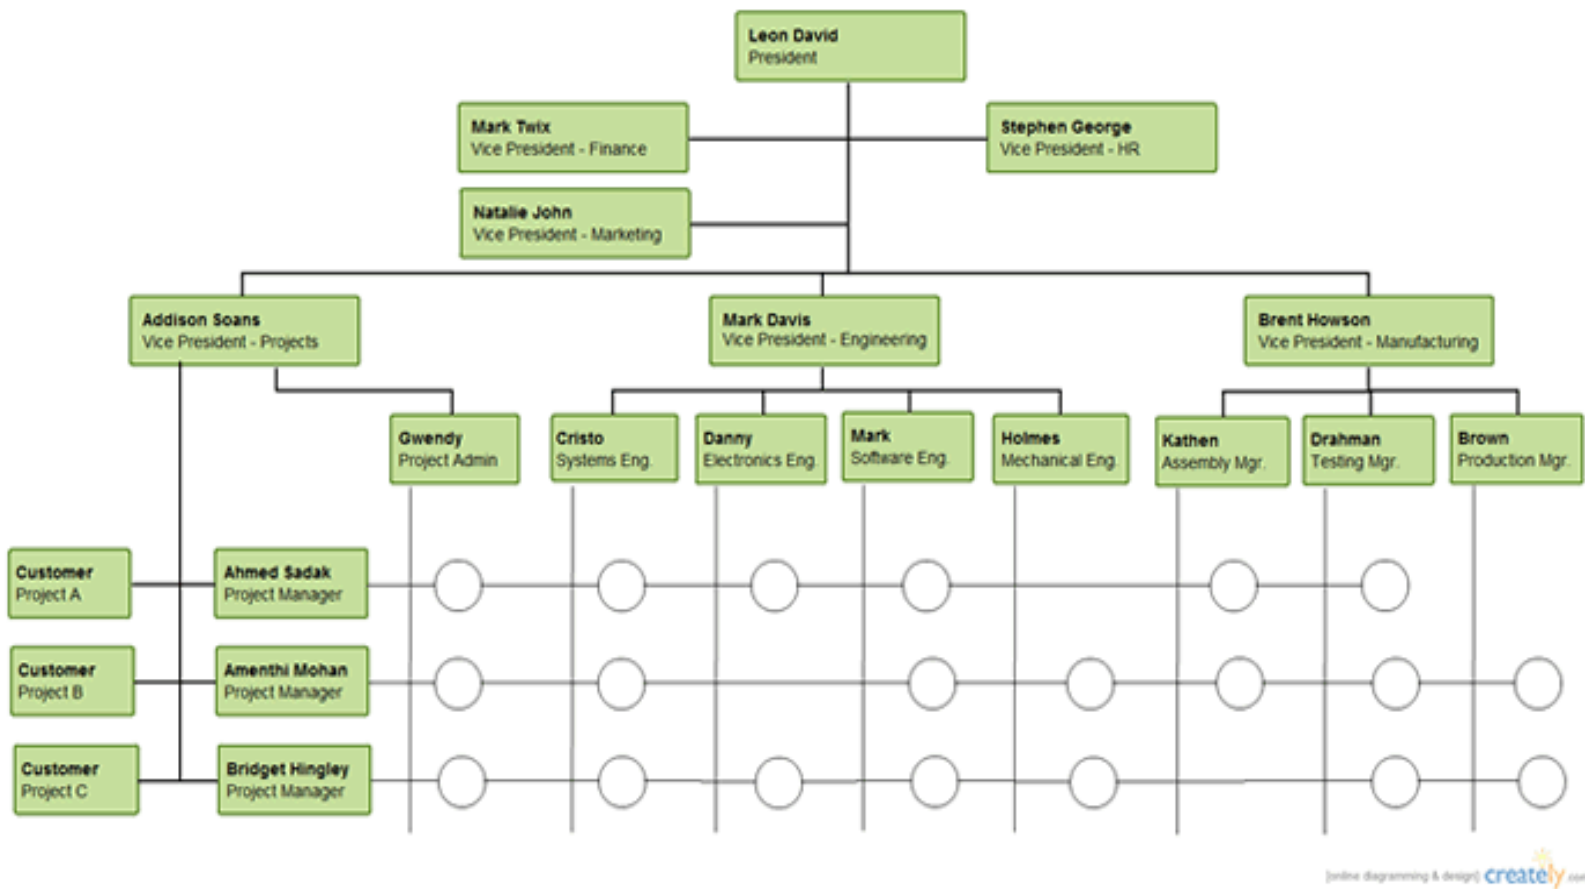 Leon David
President
Mark Twix
Vice President - Finance
Stephen George
Vice President - HR
Natalie John
Vice President - Marketing
Addison Soans
Vice President - Projects
Mark Davis
Vice President - Engineering
Brent Howson
Vice President - Manufacturing
Gwendy
Project Admin
Cristo
Systems Eng.
Danny
Electronics Eng.
Mark
Software Eng.
Holmes
Mechanical Eng.
Kathen
Assembly Mgr.
Drahman
Testing Mgr.
Brown
Production Mgr.
Customer
Project A
Ahmed Sadak
Project Manager
Customer
Project B
Amenthi Mohan
Project Manager
Customer
Project C
Bridget Hingley
Project Manager
[online diagramming & design] creately.com